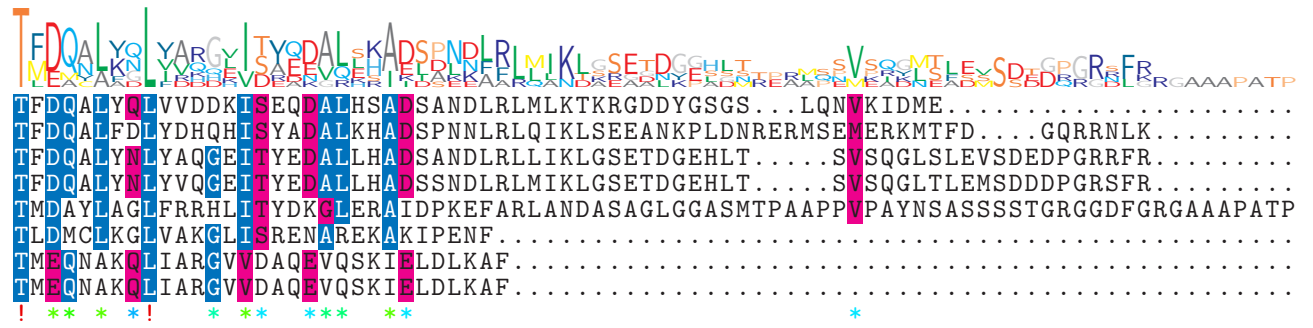 TFDQALYQLVVDDKISEQDALHSADSANDLRLMLKTKRGDDYGSGS...LQNVKIDME......................
TFDQALFDLYDHQHISYADALKHADSPNNLRLQIKLSEEANKPLDNRERMSEMERKMTFD....GQRRNLK.........
TFDQALYNLYAQGEITYEDALLHADSANDLRLLIKLGSETDGEHLT.....SVSQGLSLEVSDEDPGRRFR.........
TFDQALYNLYVQGEITYEDALLHADSSNDLRLMIKLGSETDGEHLT.....SVSQGLTLEMSDDDPGRSFR.........
TMDAYLAGLFRRHLITYDKGLERAIDPKEFARLANDASAGLGGASMTPAAPPVPAYNSASSSSTGRGGDFGRGAAAPATP
TLDMCLKGLVAKGLISRENAREKAKIPENF..................................................
TMEQNAKQLIARGVVDAQEVQSKIELDLKAF.................................................
TMEQNAKQLIARGVVDAQEVQSKIELDLKAF.................................................
! ** * *! * ** *** ** *